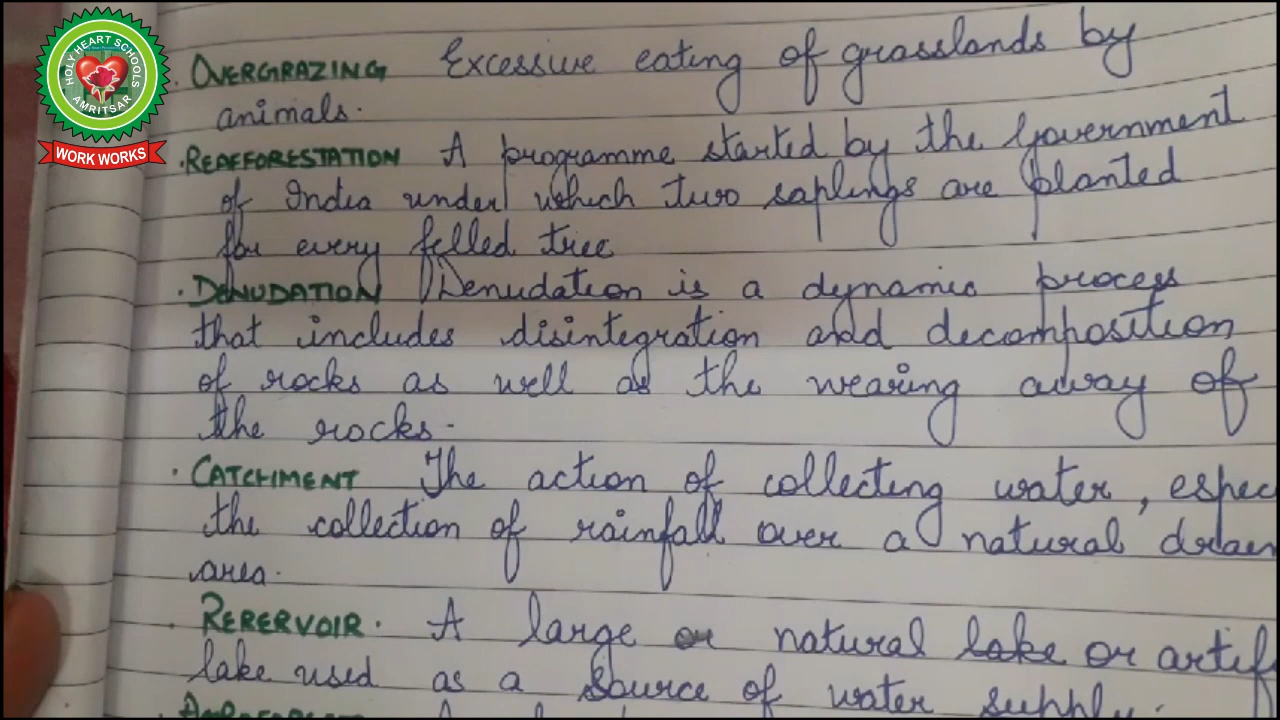 HOLY HEART SCHOOLS
AMRITSAR
WORK WORKS
. OVERGRAZING Excessive eating of grasslands by
animals.
. REAFORESTATION A programme started by the Government
of India under which two saplings are planted
for every felled tree
. DENUDATION Denudation is a dynamic process
that includes disintegration and decomposition
of rocks as well as the wearing away of
the rocks.
. CATCHMENT The action of collecting water, espec
the collection of rainfall over a natural drain
area.
. RERERVOIR. A large or natural lake or artif
lake used as a source of water supply.